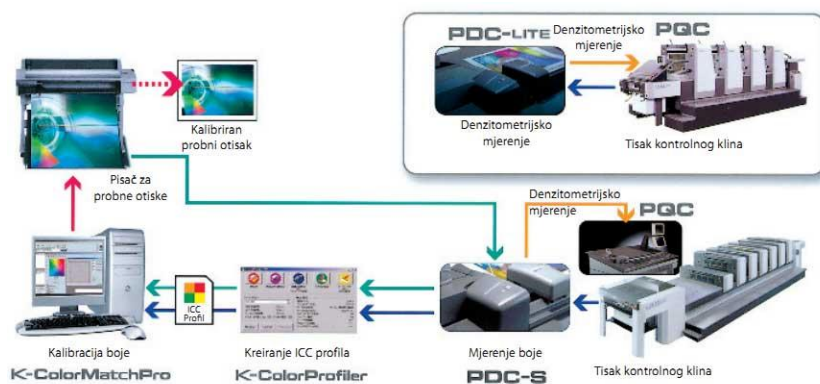 PDC-LITE
Denzitometrijsko
mjerenje
PQC
Denzitometrijsko
mjerenje
Tisak kontrolnog klina
Kalibriran
probni otisak
Pisač za
probne otiske
Denzitometrijsko
mjerenje
PQC
ICC
Profil
Kalibracija boje
K-ColorMatchPro
Kreiranje ICC profila
K-ColorProfiler
Mjerenje boje
PDC-S
Tisak kontrolnog klina